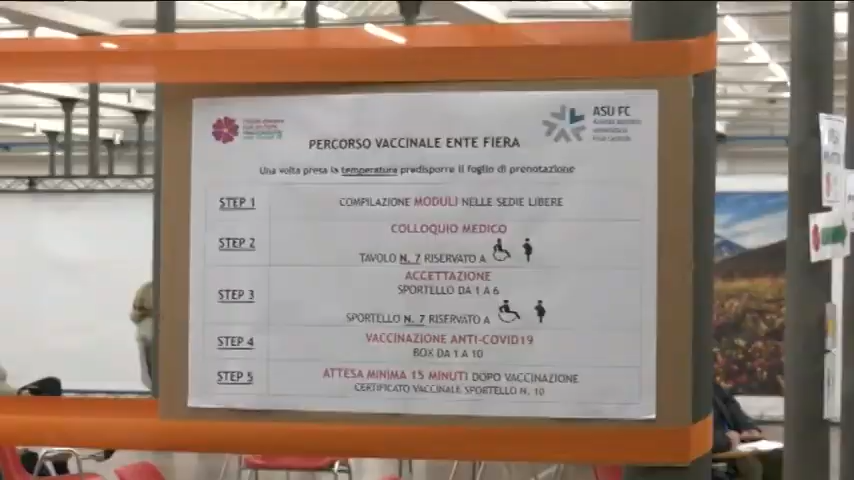 ASU FC
PERCORSO VACCINALE ENTE FIERA
Una volta presa la temperatura predisporre il foglio di prenotazione
STEP 1
COMPILAZIONE MODULI NELLE SEDIE LIBERE
STEP 2
COLLOQUIO MEDICO
TAVOLO N. 7 RISERVATO A
STEP 3
ACCETTAZIONE
SPORTELLO DA 1 A 6
SPORTELLO N. 7 RISERVATO A
STEP 4
VACCINAZIONE ANTI-COVID19
BOX DA 1 A 10
STEP 5
ATTESA MINIMA 15 MINUTI DOPO VACCINAZIONE
CERTIFICATO VACCINALE SPORTELLO N. 10